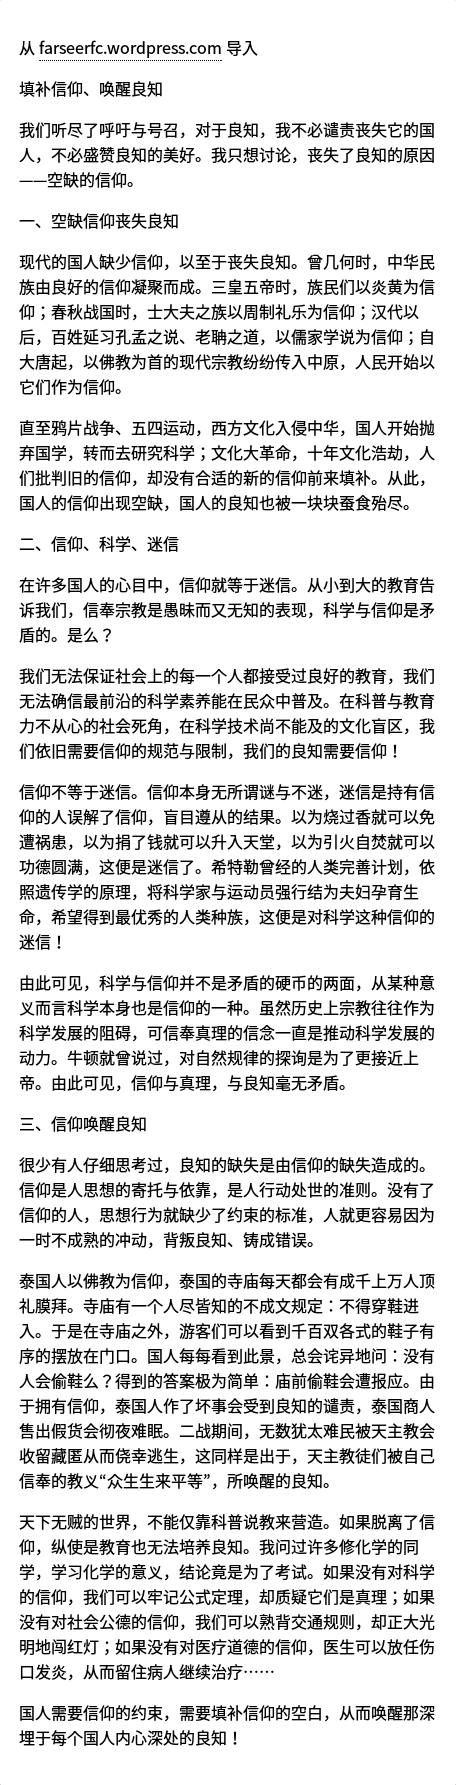 从 farseerfc.wordpress.com 导入
填补信仰、唤醒良知
我们听尽了呼吁与号召，对于良知，我不必谴责丧失它的国
人，不必盛赞良知的美好。我只想讨论，丧失了良知的原因
——空缺的信仰。
一、空缺信仰丧失良知
现代的国人缺少信仰，以至于丧失良知。曾几何时，中华民
族由良好的信仰凝聚而成。三皇五帝时，族民们以炎黄为信
仰；春秋战国时，士大夫之族以周制礼乐为信仰；汉代以
后，百姓延习孔孟之说、老聃之道，以儒家学说为信仰；自
大唐起，以佛教为首的现代宗教纷纷传入中原，人民开始以
它们作为信仰。
直至鸦片战争、五四运动，西方文化入侵中华，国人开始抛
弃国学，转而去研究科学；文化大革命，十年文化浩劫，人
们批判旧的信仰，却没有合适的新的信仰前来填补。从此，
国人的信仰出现空缺，国人的良知也被一块块蚕食殆尽。
二、信仰、科学、迷信
在许多国人的心目中，信仰就等于迷信。从小到大的教育告
诉我们，信奉宗教是愚昧而又无知的表现，科学与信仰是矛
盾的。是么？
我们无法保证社会上的每一个人都接受过良好的教育，我们
无法确信最前沿的科学素养能在民众中普及。在科普与教育
力不从心的社会死角，在科学技术尚不能及的文化盲区，我
们依旧需要信仰的规范与限制，我们的良知需要信仰！
信仰不等于迷信。信仰本身无所谓谜与不迷，迷信是持有信
仰的人误解了信仰，盲目遵从的结果。以为烧过香就可以免
遭祸患，以为捐了钱就可以升入天堂，以为引火自焚就可以
功德圆满，这便是迷信了。希特勒曾经的人类完善计划，依
照遗传学的原理，将科学家与运动员强行结为夫妇孕育生
命，希望得到最优秀的人类种族，这便是对科学这种信仰的
迷信！
由此可见，科学与信仰并不是矛盾的硬币的两面，从某种意
义而言科学本身也是信仰的一种。虽然历史上宗教往往作为
科学发展的阻碍，可信奉真理的信念一直是推动科学发展的
动力。牛顿就曾说过，对自然规律的探询是为了更接近上
帝。由此可见，信仰与真理，与良知毫无矛盾。
三、信仰唤醒良知
很少有人仔细思考过，良知的缺失是由信仰的缺失造成的。
信仰是人思想的寄托与依靠，是人行动处世的准则。没有了
信仰的人，思想行为就缺少了约束的标准，人就更容易因为
一时不成熟的冲动，背叛良知、铸成错误。
泰国人以佛教为信仰，泰国的寺庙每天都会有成千上万人顶
礼膜拜。寺庙有一个人尽皆知的不成文规定：不得穿鞋进
入。于是在寺庙之外，游客们可以看到千百双各式的鞋子有
序的摆放在门口。国人每每看到此景，总会诧异地问：没有
人会偷鞋么？得到的答案极为简单：庙前偷鞋会遭报应。由
于拥有信仰，泰国人作了坏事会受到良知的谴责，泰国商人
售出假货会彻夜难眠。二战期间，无数犹太难民被天主教会
收留藏匿从而侥幸逃生，这同样是出于，天主教徒们被自己
信奉的教义“众生生来平等”，所唤醒的良知。
天下无贼的世界，不能仅靠科普说教来营造。如果脱离了信
仰，纵使是教育也无法培养良知。我问过许多修化学的同
学，学习化学的意义，结论竟是为了考试。如果没有对科学
的信仰，我们可以牢记公式定理，却质疑它们是真理；如果
没有对社会公德的信仰，我们可以熟背交通规则，却正大光
明地闯红灯；如果没有对医疗道德的信仰，医生可以放任伤
口发炎，从而留住病人继续治疗……
国人需要信仰的约束，需要填补信仰的空白，从而唤醒那深
埋于每个国人内心深处的良知！